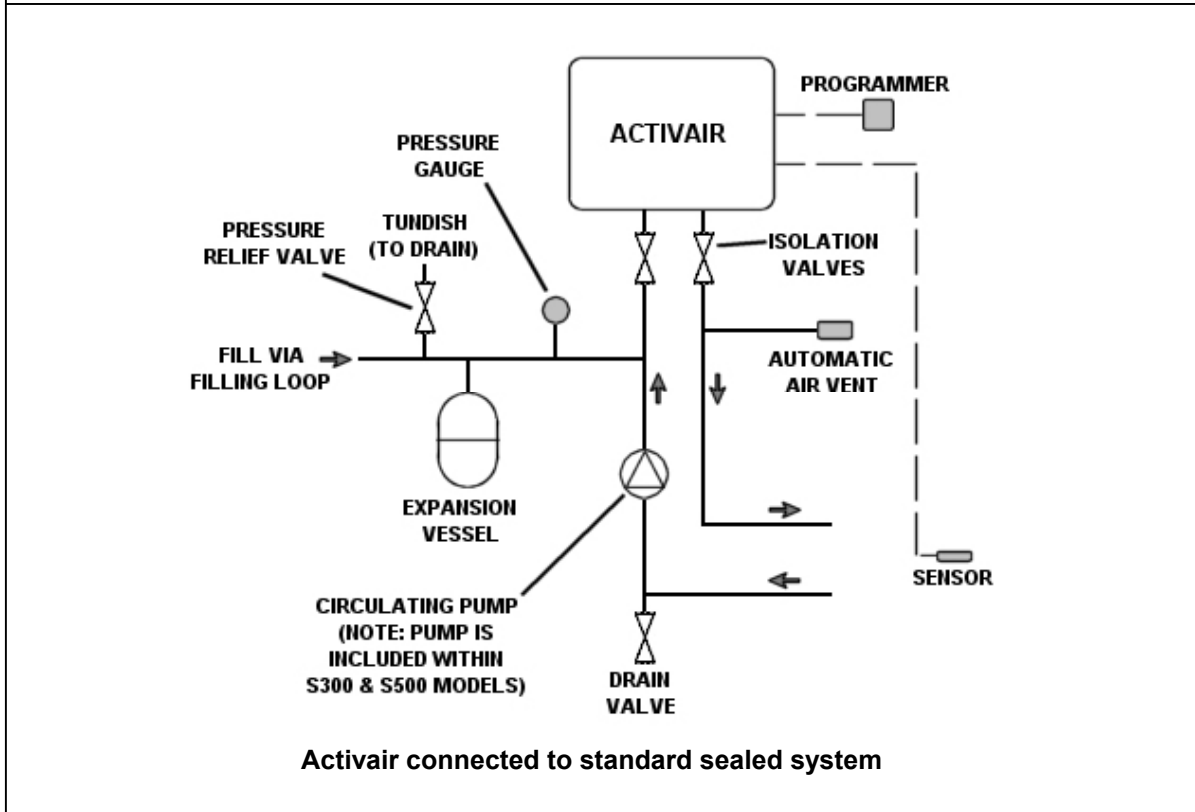 PROGRAMMER
ACTIVAIR
PRESSURE
GAUGE
TUNDISH
(TO DRAIN)
PRESSURE
RELIEF VALVE
ISOLATION
VALVES
FILL VIA
FILLING LOOP
AUTOMATIC
AIR VENT
EXPANSION
VESSEL
SENSOR
CIRCULATING PUMP
(NOTE: PUMP IS
INCLUDED WITHIN
S300 & S500 MODELS)
DRAIN
VALVE
Activair connected to standard sealed system